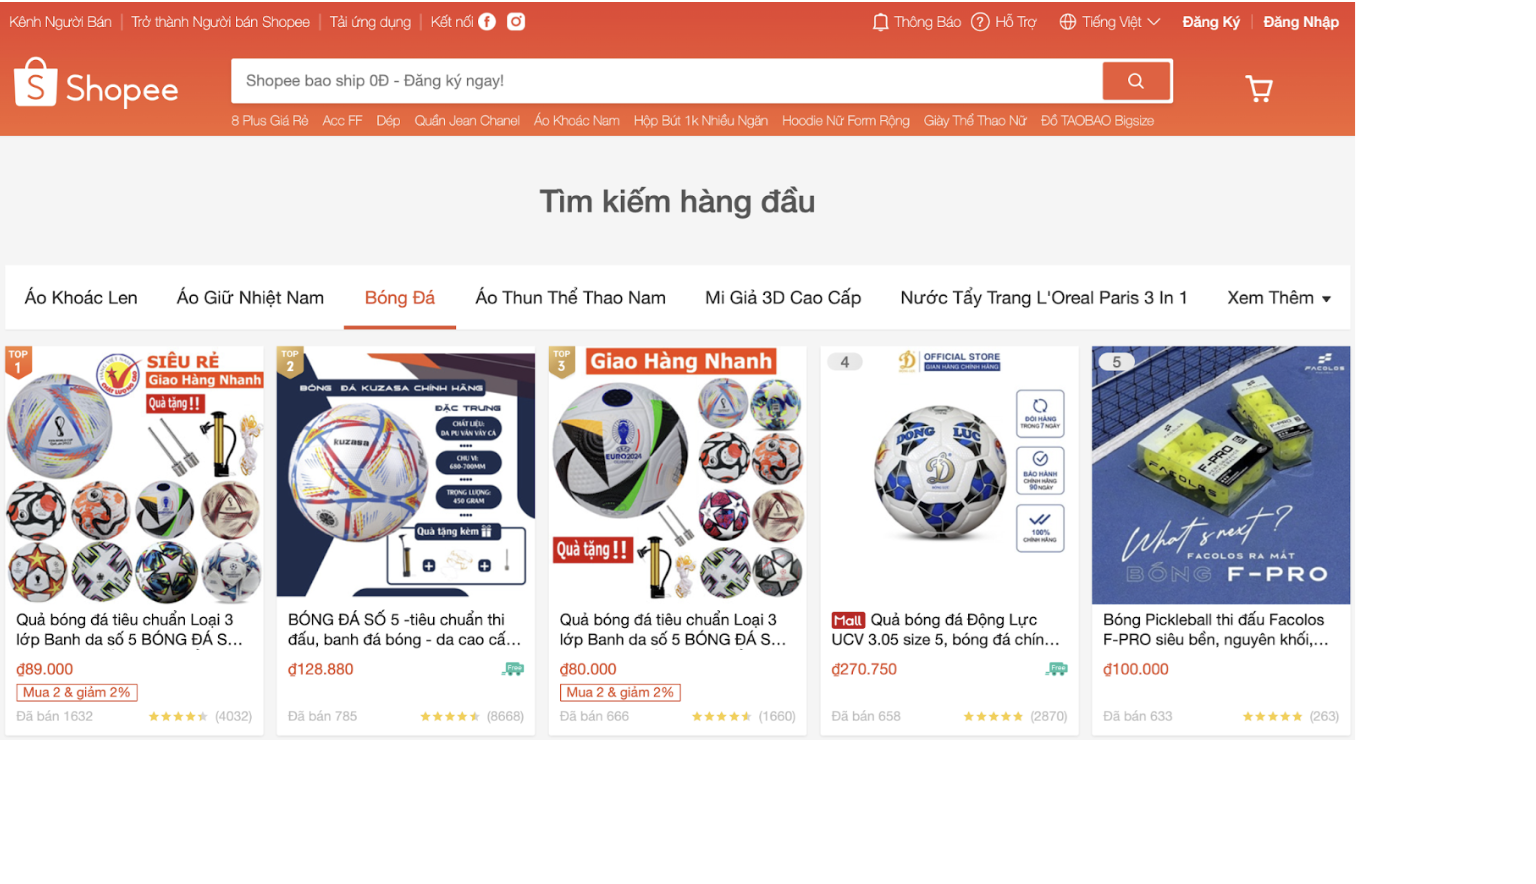 Kênh Người Bán | Trở thành Người bán Shopee | Tải ứng dụng | Kết nối
Thông Báo Hỗ Trợ Tiếng Việt Đăng Ký | Đăng Nhập
Shopee
Shopee bao ship 0Đ - Đăng ký ngay!
8 Plus Giá Rẻ Acc FF Dép Quần Jean Chanel Áo Khoác Nam Hộp Bút 1k Nhiều Ngăn Hoodie Nữ Form Rộng Giày Thể Thao Nữ Đồ TAOBAO Bigsize
Tìm kiếm hàng đầu
Áo Khoác Len Áo Giữ Nhiệt Nam Bóng Đá Áo Thun Thể Thao Nam Mi Giả 3D Cao Cấp Nước Tẩy Trang L'Oreal Paris 3 In 1 Xem Thêm
TOP
1
SIÊU RẺ
Giao Hàng Nhanh
Quà tặng!!
Quả bóng đá tiêu chuẩn Loại 3
lớp Banh da số 5 BÓNG ĐÁ S...
₫89.000
Mua 2 & giảm 2%
Đã bán 1632 (4032)
TOP
2
BÓNG ĐÁ KUZASA CHÍNH HÃNG
ĐẶC TRƯNG
CHẤT LIỆU:
DA PU VÂN VẢY CÁ
CHU VI:
680-700MM
TRỌNG LƯỢNG:
450 GRAM
kuzasa
Quà tặng kèm
BÓNG ĐÁ SỐ 5 -tiêu chuẩn thi
đấu, banh đá bóng - da cao cấ...
₫128.880
Free
Đã bán 785 (8668)
TOP
3
Giao Hàng Nhanh
EURO2024
Quà tặng!!
Quả bóng đá tiêu chuẩn Loại 3
lớp Banh da số 5 BÓNG ĐÁ S...
₫80.000
Mua 2 & giảm 2%
Đã bán 666 (1660)
4
OFFICIAL STORE
GIAN HÀNG CHÍNH HÃNG
ĐỘNG LỰC
ĐỔI HÀNG
TRONG 7 NGÀY
BẢO HÀNH
CHÍNH HÃNG
90 NGÀY
100%
CHÍNH HÃNG
Mall Quả bóng đá Động Lực
UCV 3.05 size 5, bóng đá chín...
₫270.750
Free
Đã bán 658 (2870)
5
FACOLOS
F-PRO
FACOLOS
What's next?
FACOLOS RA MẮT
BÓNG F-PRO
Bóng Pickleball thi đấu Facolos
F-PRO siêu bền, nguyên khối,...
₫100.000
Đã bán 633 (263)